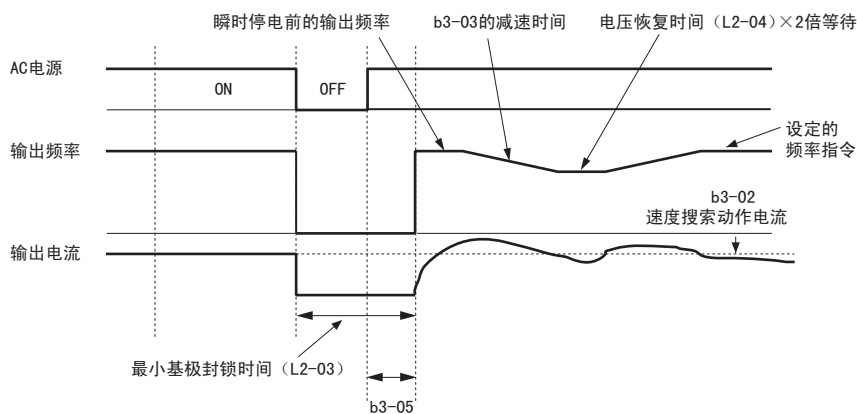 瞬时停电前的输出频率
b3-03的减速时间
电压恢复时间（L2-04）×2倍等待
AC电源
ON
OFF
输出频率
设定的
频率指令
b3-02
速度搜索动作电流
输出电流
最小基极封锁时间（L2-03）
b3-05